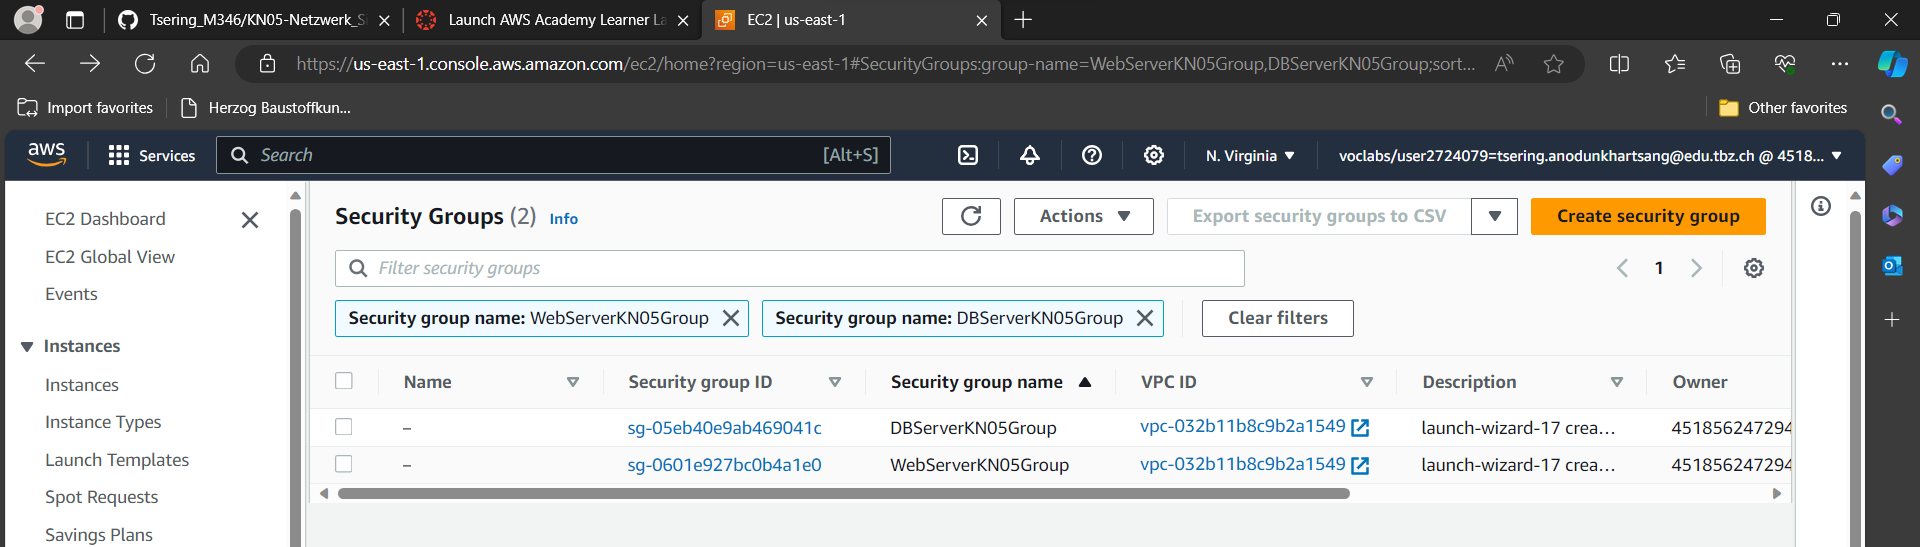 Tsering_M346/KN05-Netzwerk_S
Launch AWS Academy Learner La
EC2 | us-east-1
https://us-east-1.console.aws.amazon.com/ec2/home?region=us-east-1#SecurityGroups:group-name=WebServerKN05Group,DBServerKN05Group;sort...
Import favorites
Herzog Baustoffkun...
Other favorites
aws
Services
Search
[Alt+S]
N. Virginia
voclabs/user2724079=tsering.anodunkhartsang@edu.tbz.ch @ 4518...
EC2 Dashboard
EC2 Global View
Events
Instances
Instances
Instance Types
Launch Templates
Spot Requests
Savings Plans
Security Groups (2) Info
Actions
Export security groups to CSV
Create security group
Filter security groups
1
Security group name: WebServerKN05Group
Security group name: DBServerKN05Group
Clear filters
Name Security group ID Security group name VPC ID Description Owner
– sg-05eb40e9ab469041c DBServerKN05Group vpc-032b11b8c9b2a1549 launch-wizard-17 crea... 451856247294
– sg-0601e927bc0b4a1e0 WebServerKN05Group vpc-032b11b8c9b2a1549 launch-wizard-17 crea... 451856247294